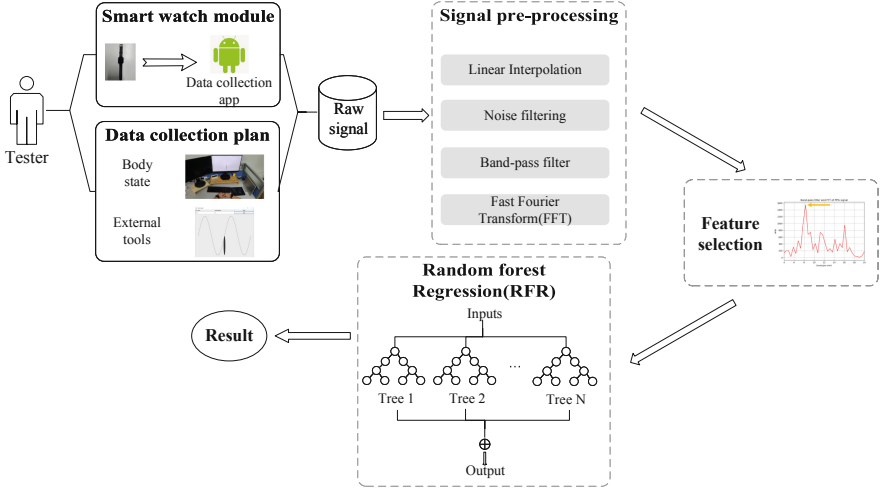 Smart watch module
Data collection
app
Tester
Data collection plan
Body
state
External
tools
Raw
signal
Signal pre-processing
Linear Interpolation
Noise filtering
Band-pass filter
Fast Fourier
Transform(FFT)
Feature
selection
Random forest
Regression(RFR)
Inputs
...
Tree 1
Tree 2
Tree N
Output
Result